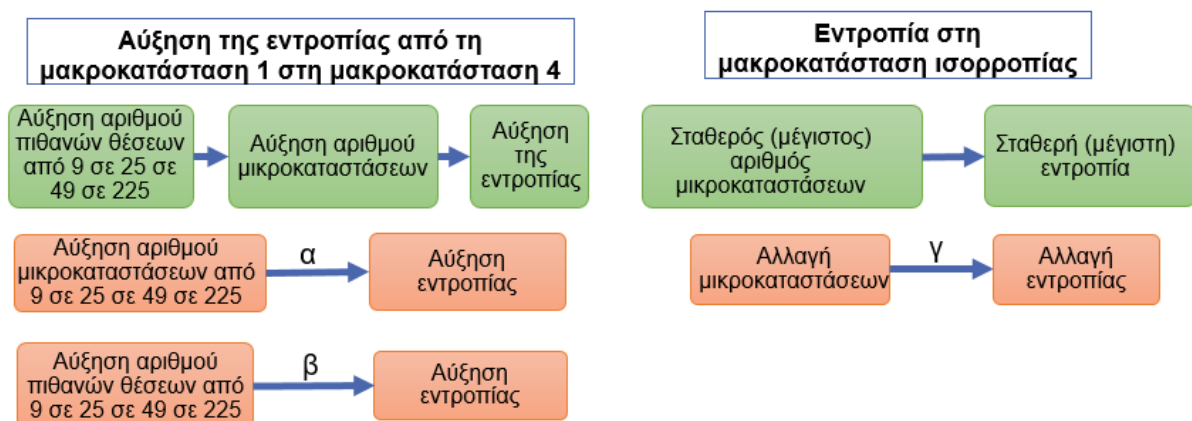 Αύξηση της εντροπίας από τη
μακροκατάσταση 1 στη μακροκατάσταση 4
Εντροπία στη
μακροκατάσταση ισορροπίας
Αύξηση αριθμού
πιθανών θέσεων
από 9 σε 25 σε
49 σε 225
Αύξηση αριθμού
μικροκαταστάσεων
Αύξηση
της
εντροπίας
Σταθερός (μέγιστος)
αριθμός
μικροκαταστάσεων
Σταθερή (μέγιστη)
εντροπία
Αύξηση αριθμού
μικροκαταστάσεων από
9 σε 25 σε 49 σε 225
α
Αύξηση
εντροπίας
Αλλαγή
μικροκαταστάσεων
γ
Αλλαγή
εντροπίας
Αύξηση αριθμού
πιθανών θέσεων από
9 σε 25 σε 49 σε 225
β
Αύξηση
εντροπίας